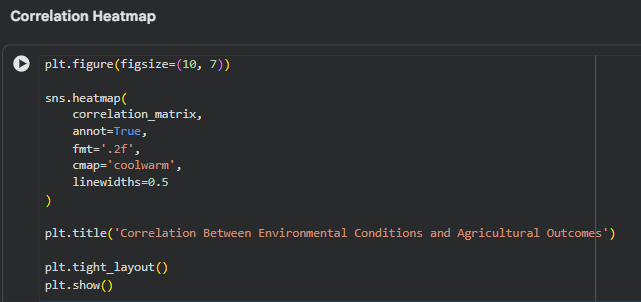 Correlation Heatmap
plt.figure(figsize=(10, 7))
sns.heatmap(
    correlation_matrix,
    annot=True,
    fmt='.2f',
    cmap='coolwarm',
    linewidths=0.5
)
plt.title('Correlation Between Environmental Conditions and Agricultural Outcomes')
plt.tight_layout()
plt.show()